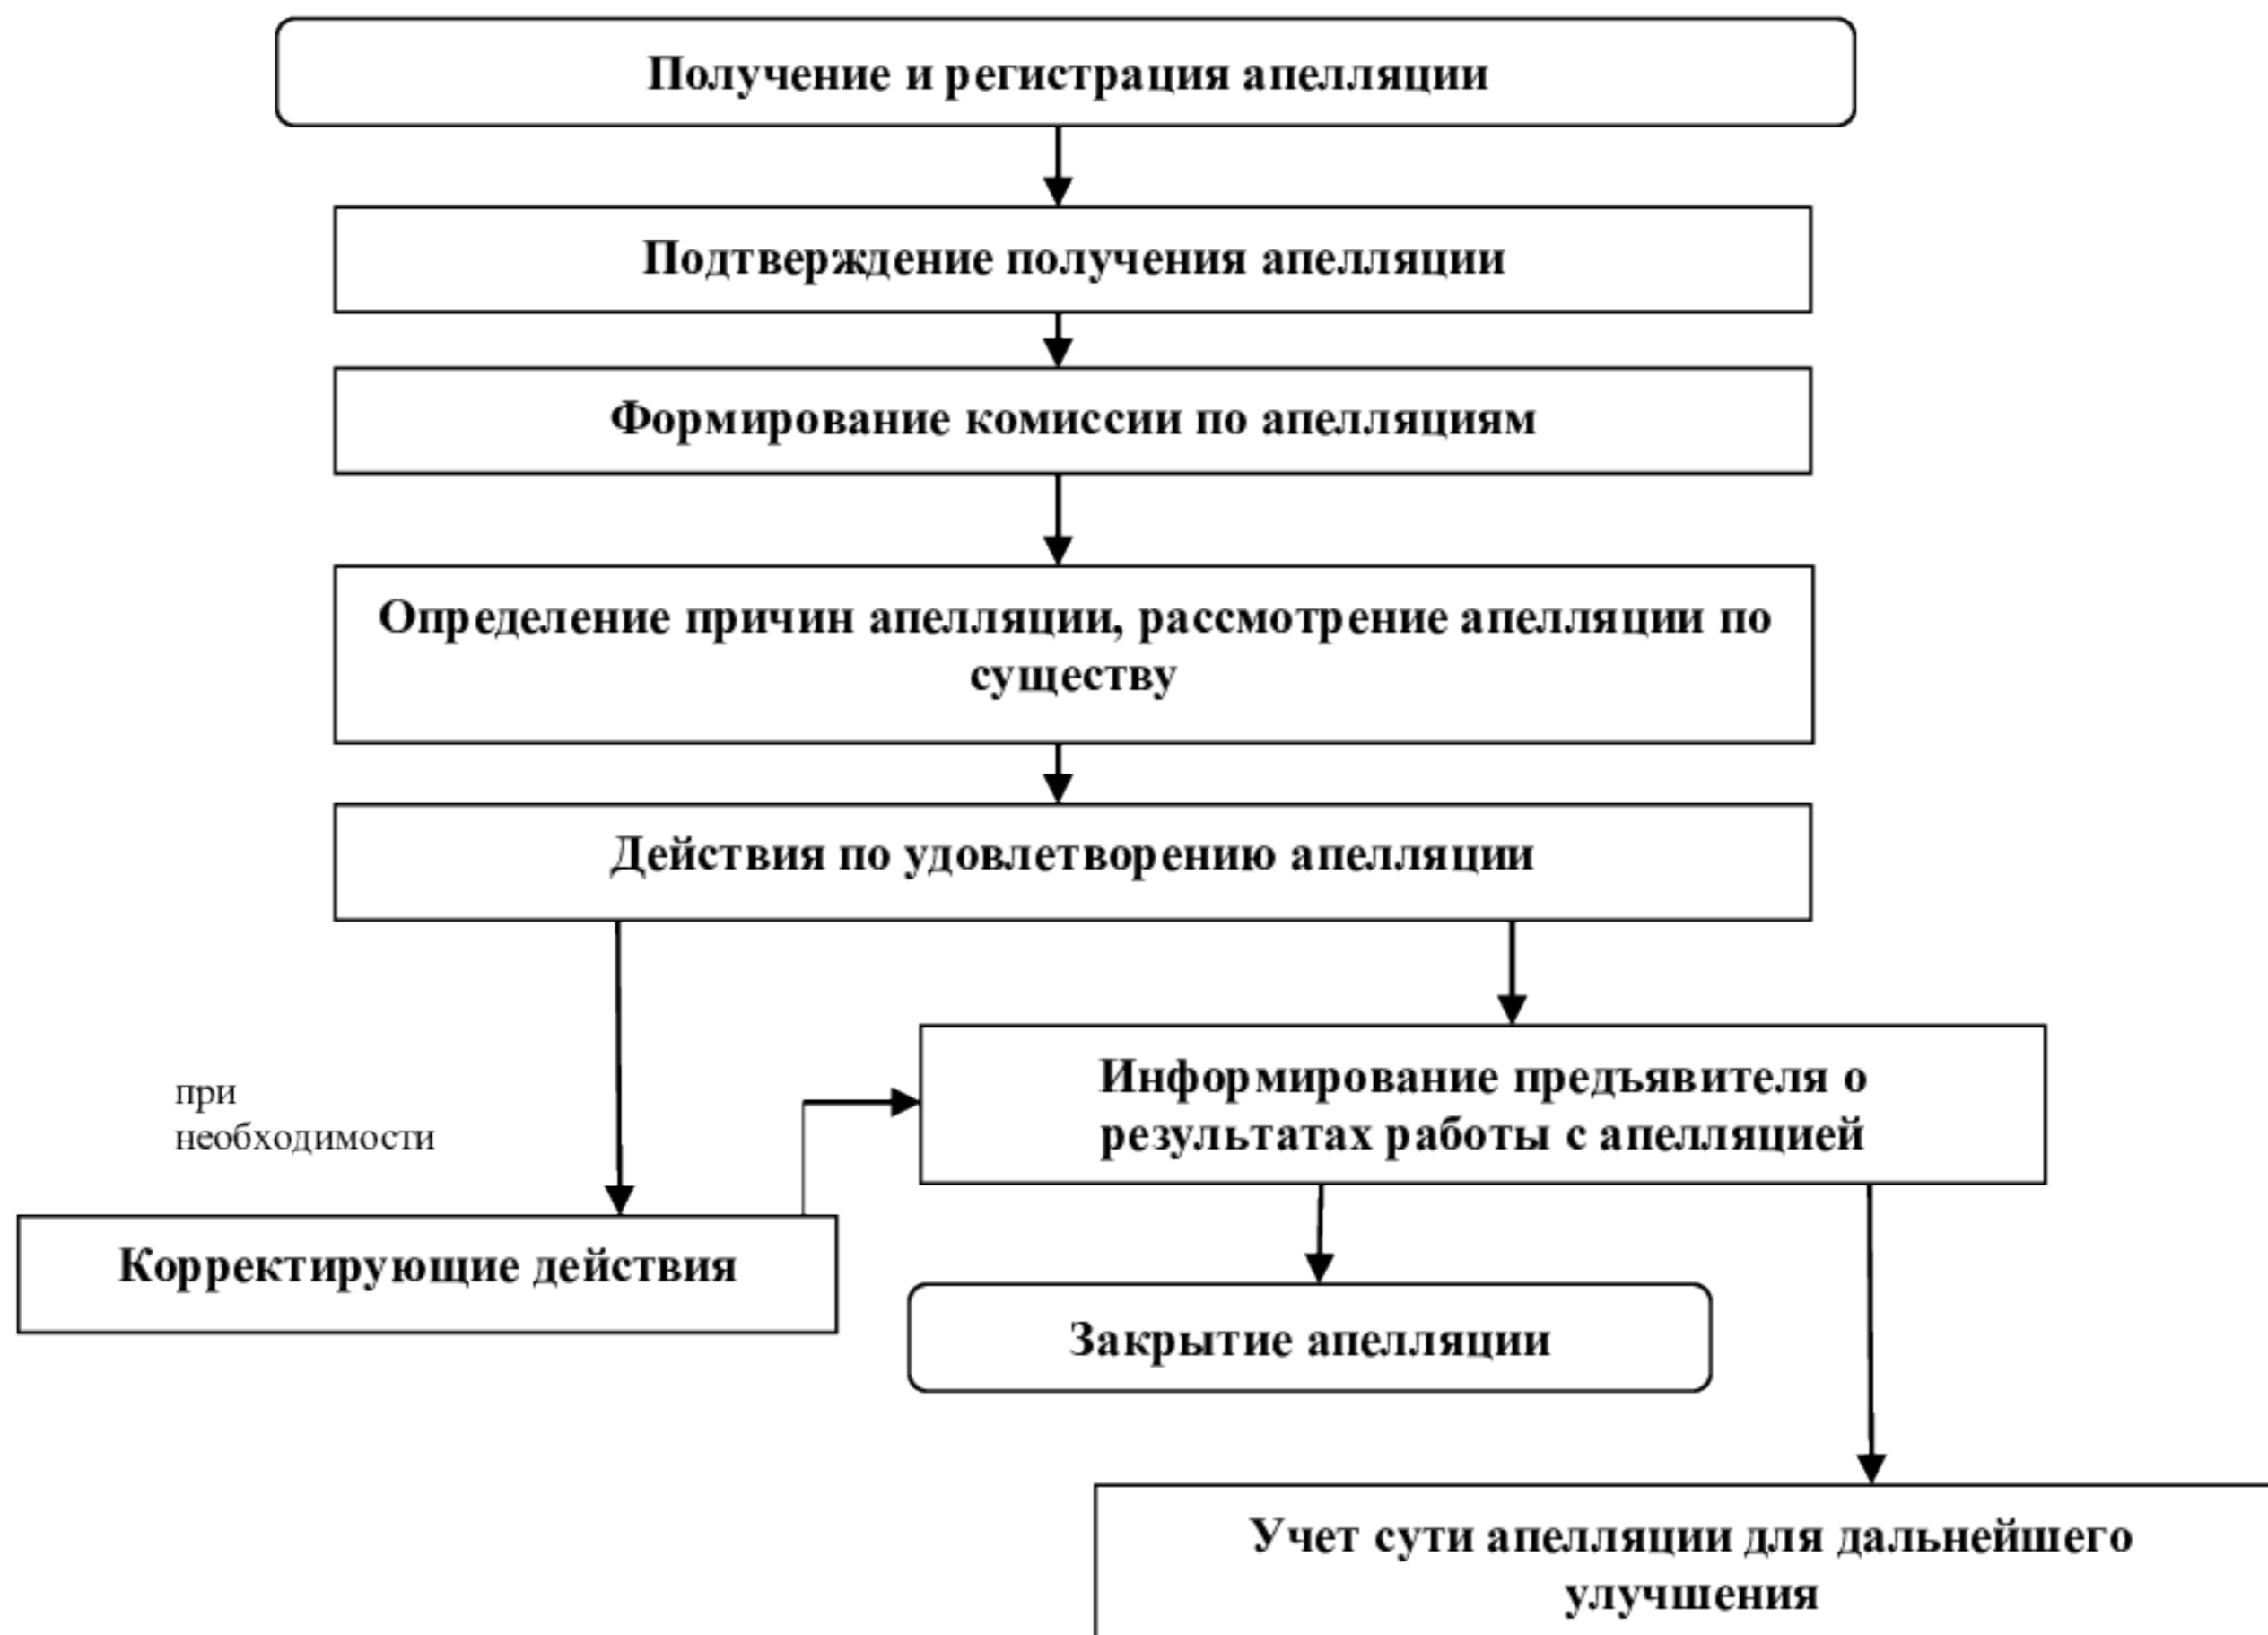 Получение и регистрация апелляции
Подтверждение получения апелляции
Формирование комиссии по апелляциям
Определение причин апелляции, рассмотрение апелляции по
существу
Действия по удовлетворению апелляции
Информирование предъявителя о
результатах работы с апелляцией
при
необходимости
Корректирующие действия
Закрытие апелляции
Учет сути апелляции для дальнейшего
улучшения